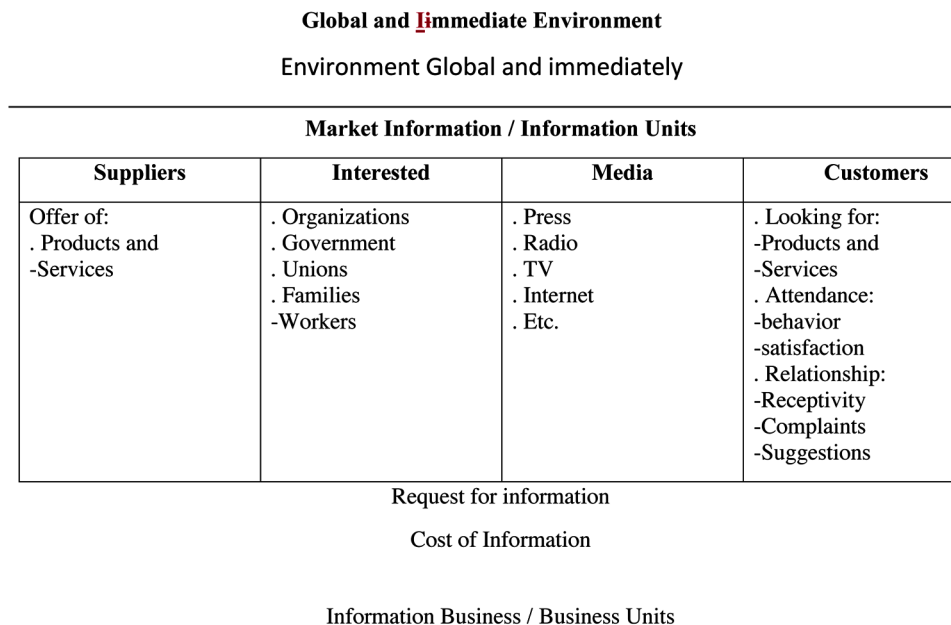 Global and Iimmediate Environment
Environment Global and immediately
Market Information / Information Units
Suppliers
Interested
Media
Customers
Offer of:
. Products and
-Services
. Organizations
. Government
. Unions
. Families
-Workers
. Press
. Radio
. TV
. Internet
. Etc.
. Looking for:
-Products and
-Services
. Attendance:
-behavior
-satisfaction
. Relationship:
-Receptivity
-Complaints
-Suggestions
Request for information
Cost of Information
Information Business / Business Units